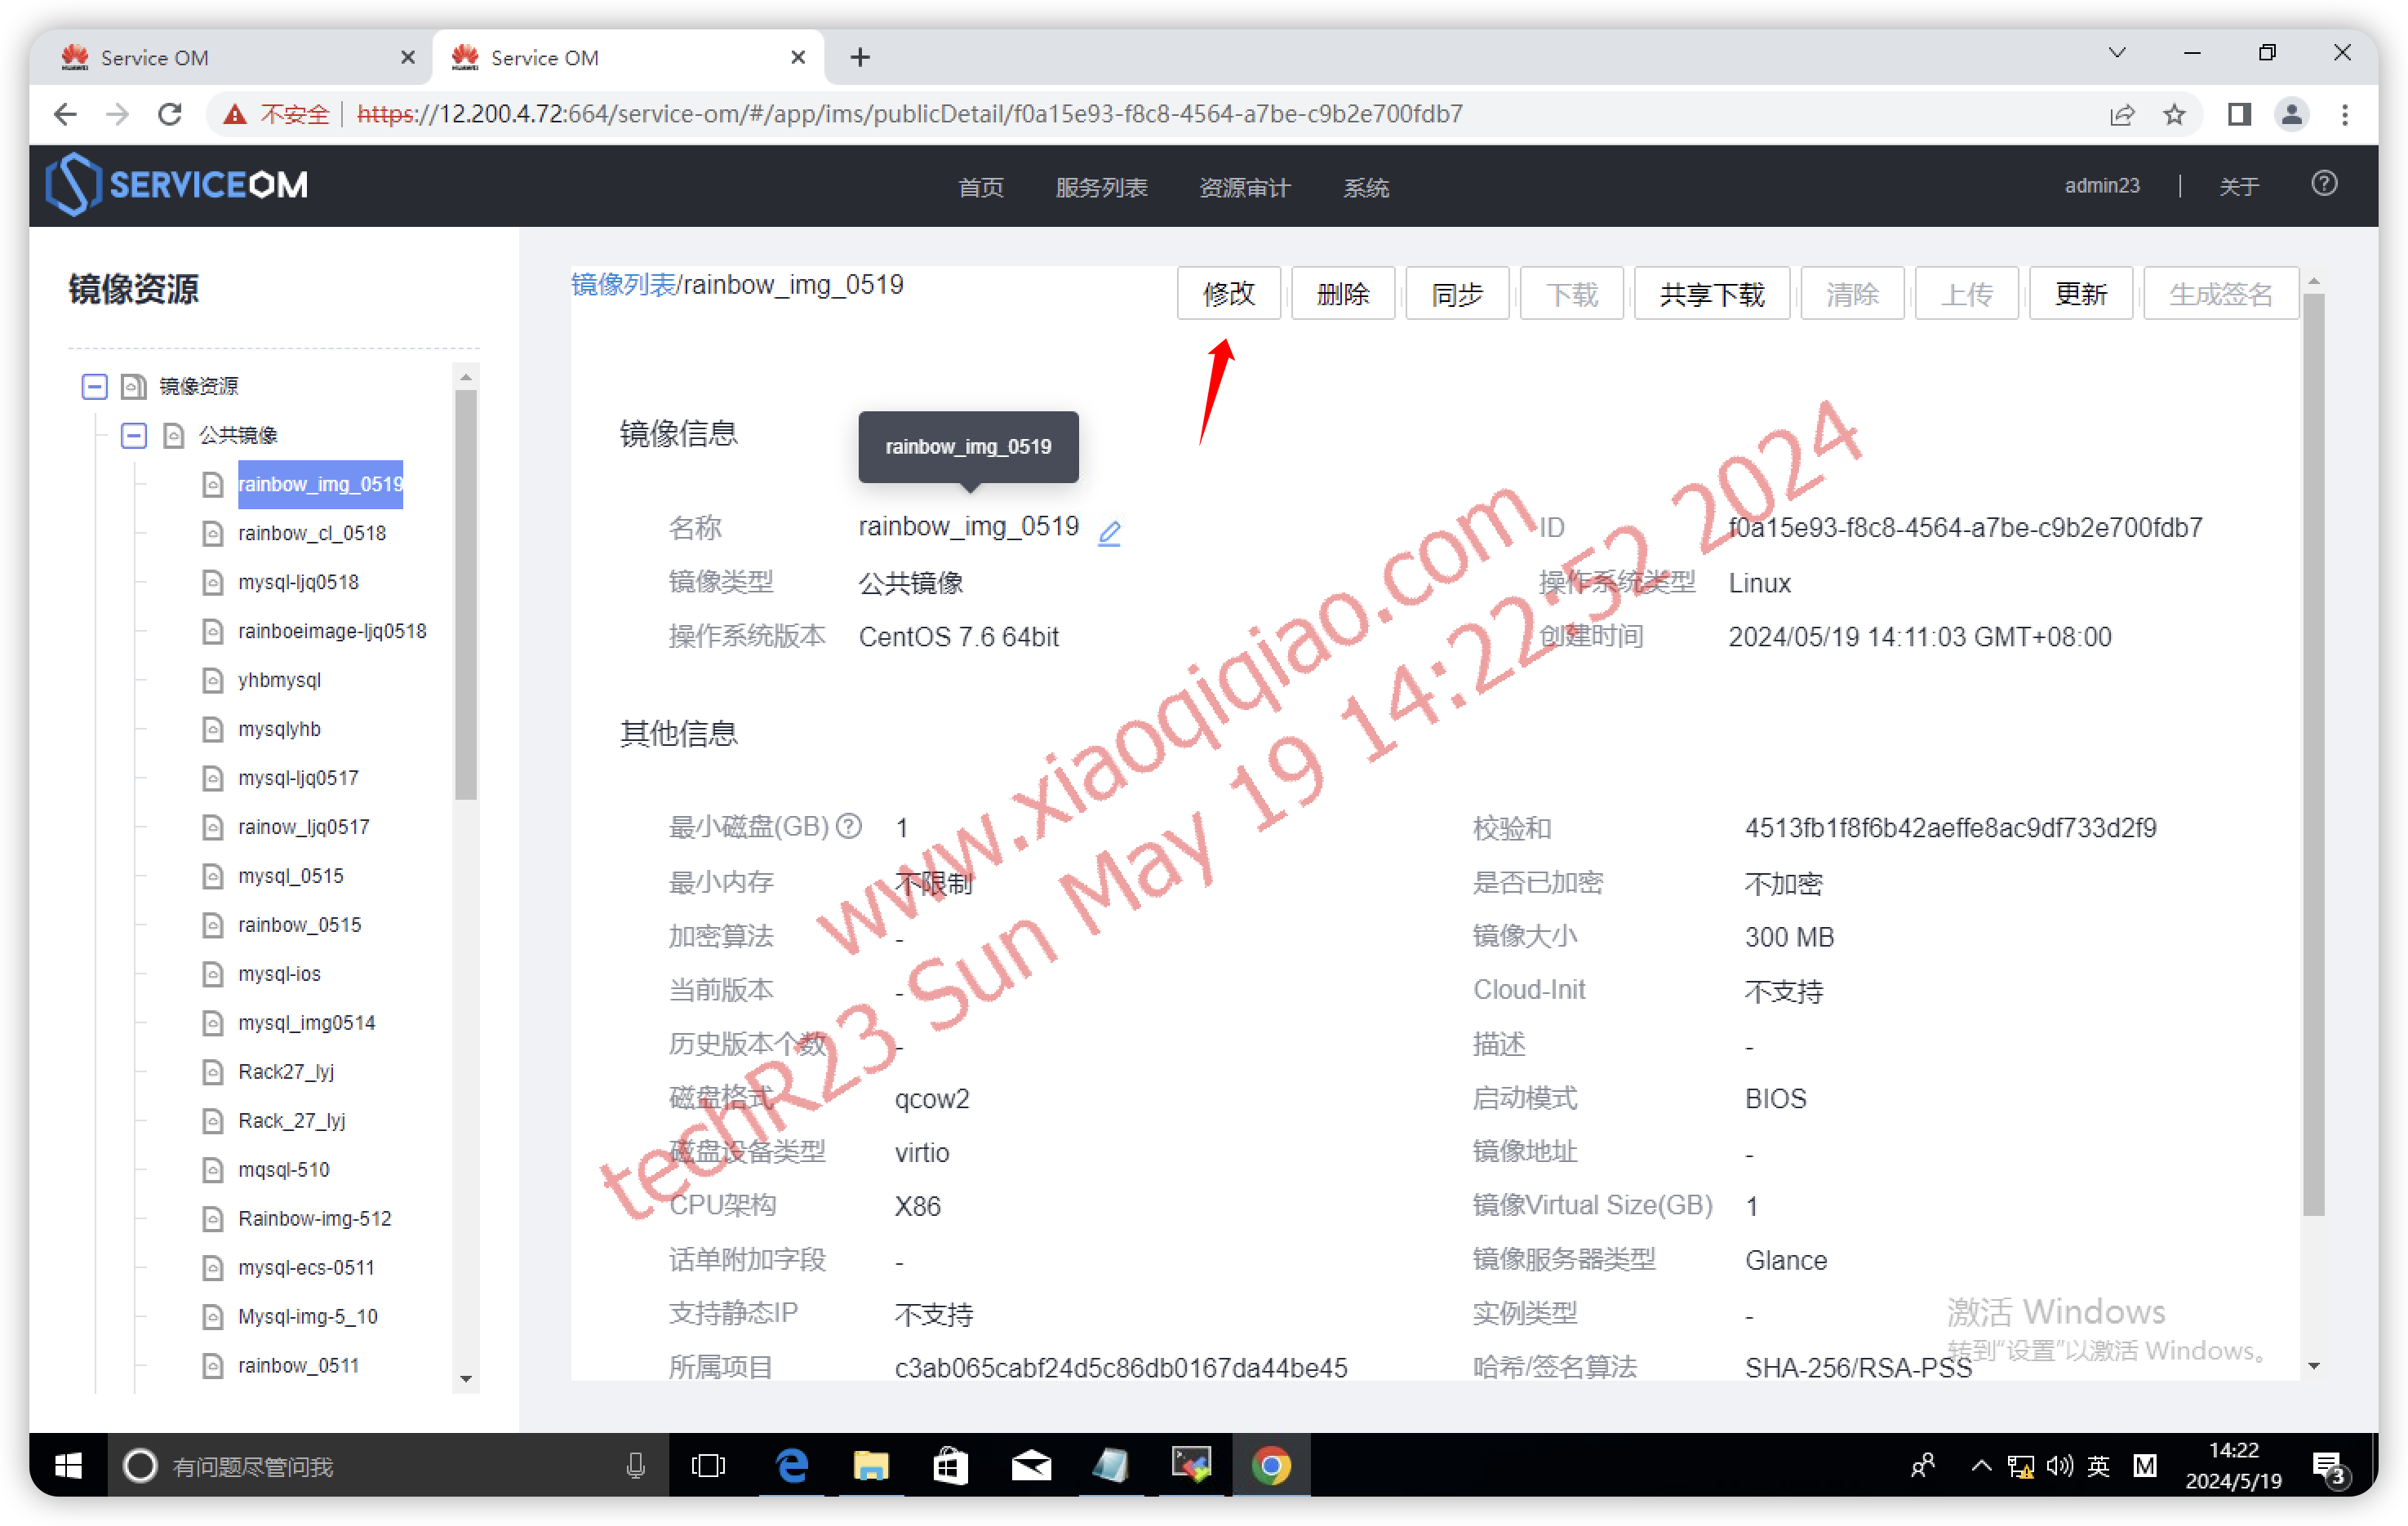 Service OM
Service OM
不安全
https://12.200.4.72:664/service-om/#/app/ims/publicDetail/f0a15e93-f8c8-4564-a7be-c9b2e700fdb7
SERVICEOM
首页 服务列表 资源审计 系统
admin23 | 关于
镜像资源
镜像资源
公共镜像
rainbow_img_0519
rainbow_cl_0518
mysql-ljq0518
rainboeimage-ljq0518
yhbmysql
mysqlyhb
mysql-ljq0517
rainow_ljq0517
mysql_0515
rainbow_0515
mysql-ios
mysql_img0514
Rack27_lyj
Rack_27_lyj
mqsql-510
Rainbow-img-512
mysql-ecs-0511
Mysql-img-5_10
rainbow_0511
镜像列表/rainbow_img_0519
修改 删除 同步 下载 共享下载 清除 上传 更新 生成签名
镜像信息
rainbow_img_0519
名称 rainbow_img_0519 ID f0a15e93-f8c8-4564-a7be-c9b2e700fdb7
镜像类型 公共镜像 操作系统类型 Linux
操作系统版本 CentOS 7.6 64bit 创建时间 2024/05/19 14:11:03 GMT+08:00
其他信息
最小磁盘(GB) 1 校验和 4513fb1f8f6b42aeffe8ac9df733d2f9
最小内存 不限制 是否已加密 不加密
加密算法 - 镜像大小 300 MB
当前版本 - Cloud-Init 不支持
历史版本个数 - 描述 -
磁盘格式 qcow2 启动模式 BIOS
磁盘设备类型 virtio 镜像地址 -
CPU架构 X86 镜像Virtual Size(GB) 1
话单附加字段 - 镜像服务器类型 Glance
支持静态IP 不支持 实例类型 -
所属项目 c3ab065cabf24d5c86db0167da44be45 哈希/签名算法 SHA-256/RSA-PSS
www.xiaoqiqiao.com
techR23 Sun May 19 14:22:52 2024
激活 Windows
转到“设置”以激活 Windows。
有问题尽管问我
英 M
14:22
2024/5/19
3